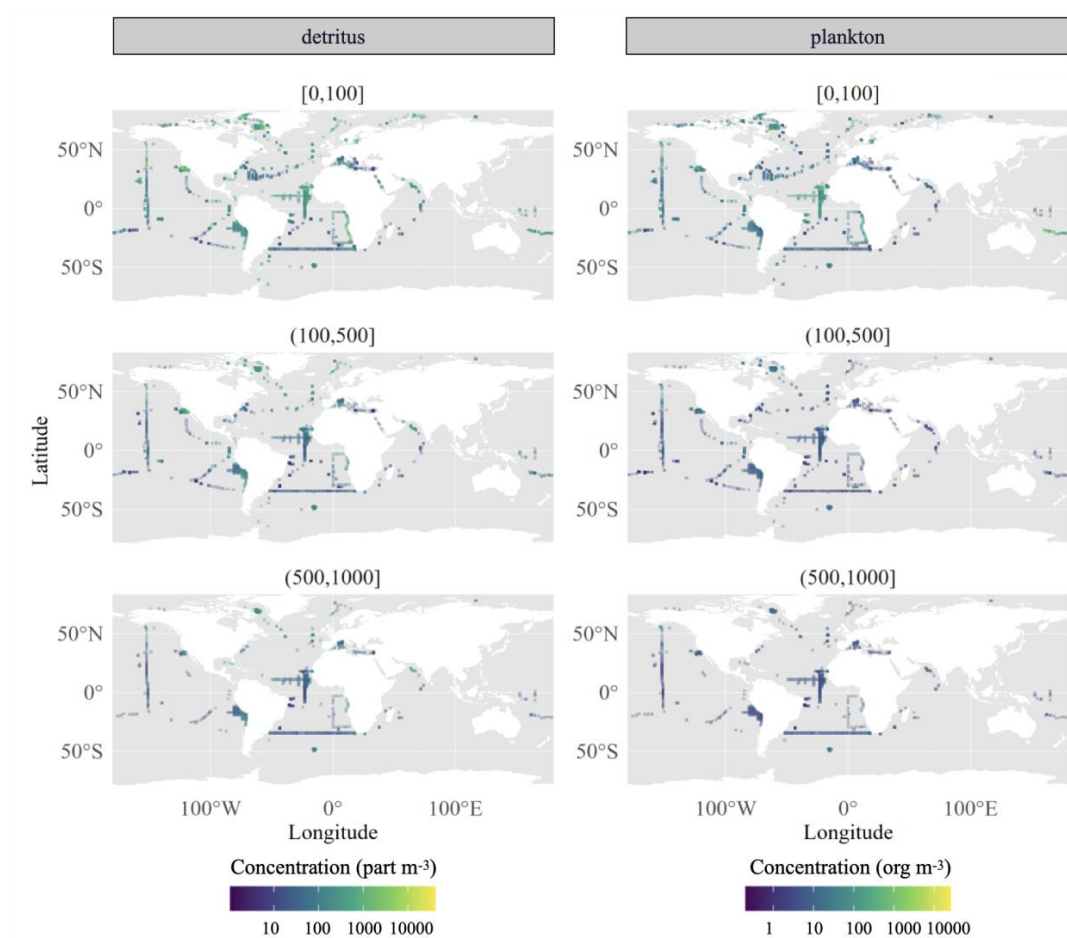 detritus plankton
[0,100] [0,100]
50°N 50°N
0° 0°
50°S 50°S
(100,500] (100,500]
50°N 50°N
0° 0°
50°S 50°S
Latitude
(500,1000] (500,1000]
50°N 50°N
0° 0°
50°S 50°S
100°W 0° 100°E 100°W 0° 100°E
Longitude Longitude
Concentration (part m-3) Concentration (org m-3)
10 100 1000 10000 1 10 100 1000 10000